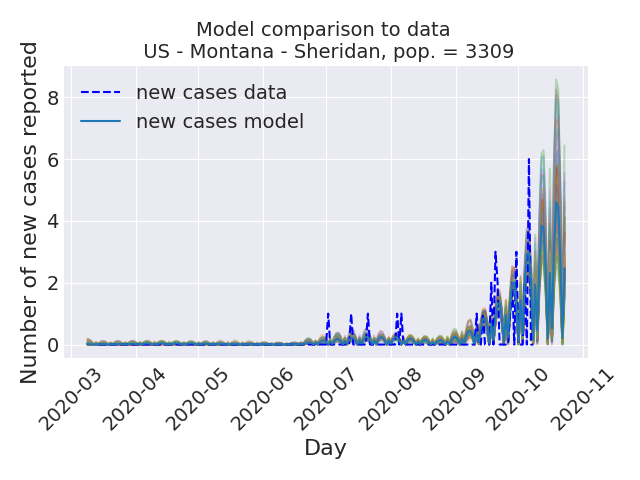 Model comparison to data
US - Montana - Sheridan, pop. = 3309
Number of new cases reported
8
6
4
2
0
new cases data
new cases model
2020-03
2020-04
2020-05
2020-06
2020-07
2020-08
2020-09
2020-10
2020-11
Day